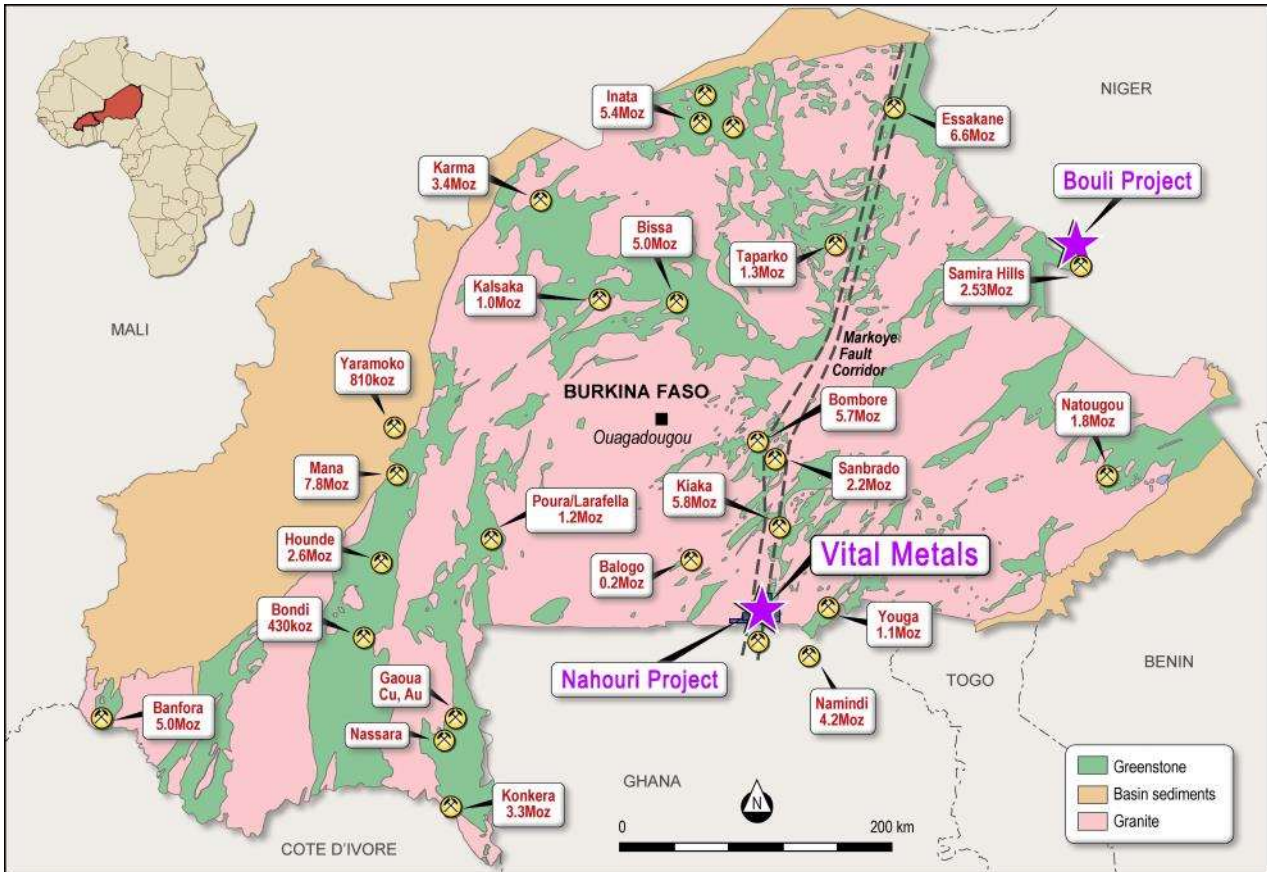 NIGER
Inata
5.4Moz
Essakane
6.6Moz
Karma
3.4Moz
Bouli Project
Bissa
5.0Moz
Taparko
1.3Moz
Samira Hills
2.53Moz
Kalsaka
1.0Moz
MALI
Markoye
Fault
Corridor
Yaramoko
810koz
BURKINA FASO
Ouagadougou
Bombore
5.7Moz
Natougou
1.8Moz
Mana
7.8Moz
Sanbrado
2.2Moz
Kiaka
5.8Moz
Poura/Larafella
1.2Moz
Hounde
2.6Moz
Balogo
0.2Moz
Vital Metals
Bondi
430koz
Youga
1.1Moz
Nahouri Project
BENIN
TOGO
Gaoua
Cu, Au
Namindi
4.2Moz
Banfora
5.0Moz
Nassara
GHANA
Konkera
3.3Moz
COTE D'IVORE
N
0 200 km
Greenstone
Basin sediments
Granite